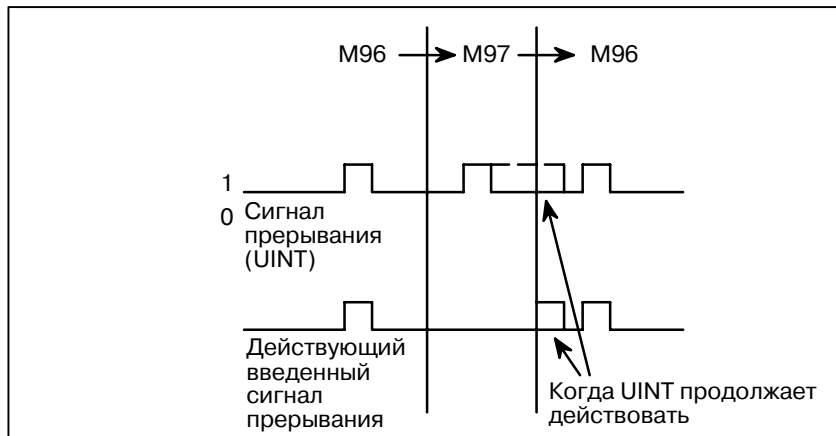 M96 M97 M96
1
0 Сигнал
прерывания
(UINT)
Действующий
введенный
сигнал
прерывания
Когда UINT продолжает
действовать